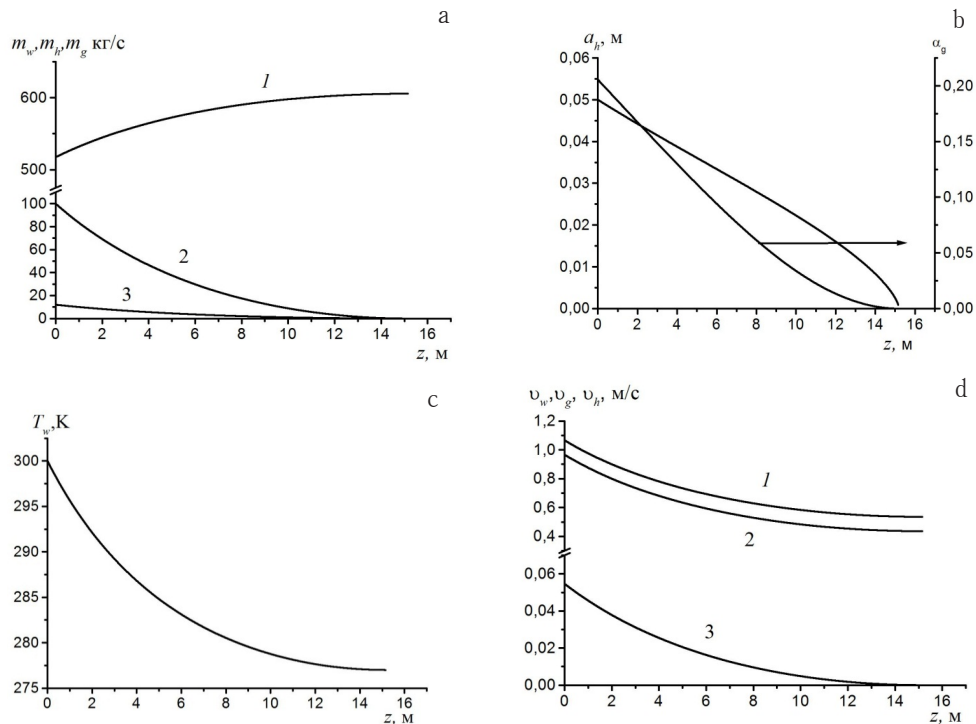 a
m_w, m_h, m_g кг/с
600
500
100
80
60
40
20
0
1
2
3
0 2 4 6 8 10 12 14 16
z, м
b
a_h, м
α_g
0,06
0,05
0,04
0,03
0,02
0,01
0,00
0,20
0,15
0,10
0,05
0,00
0 2 4 6 8 10 12 14 16
z, м
c
T_w, K
300
295
290
285
280
275
0 2 4 6 8 10 12 14 16
z, м
d
υ_w, υ_g, υ_h, м/с
1,2
1,0
0,8
0,6
0,4
0,06
0,04
0,02
0,00
1
2
3
0 2 4 6 8 10 12 14 16
z, м